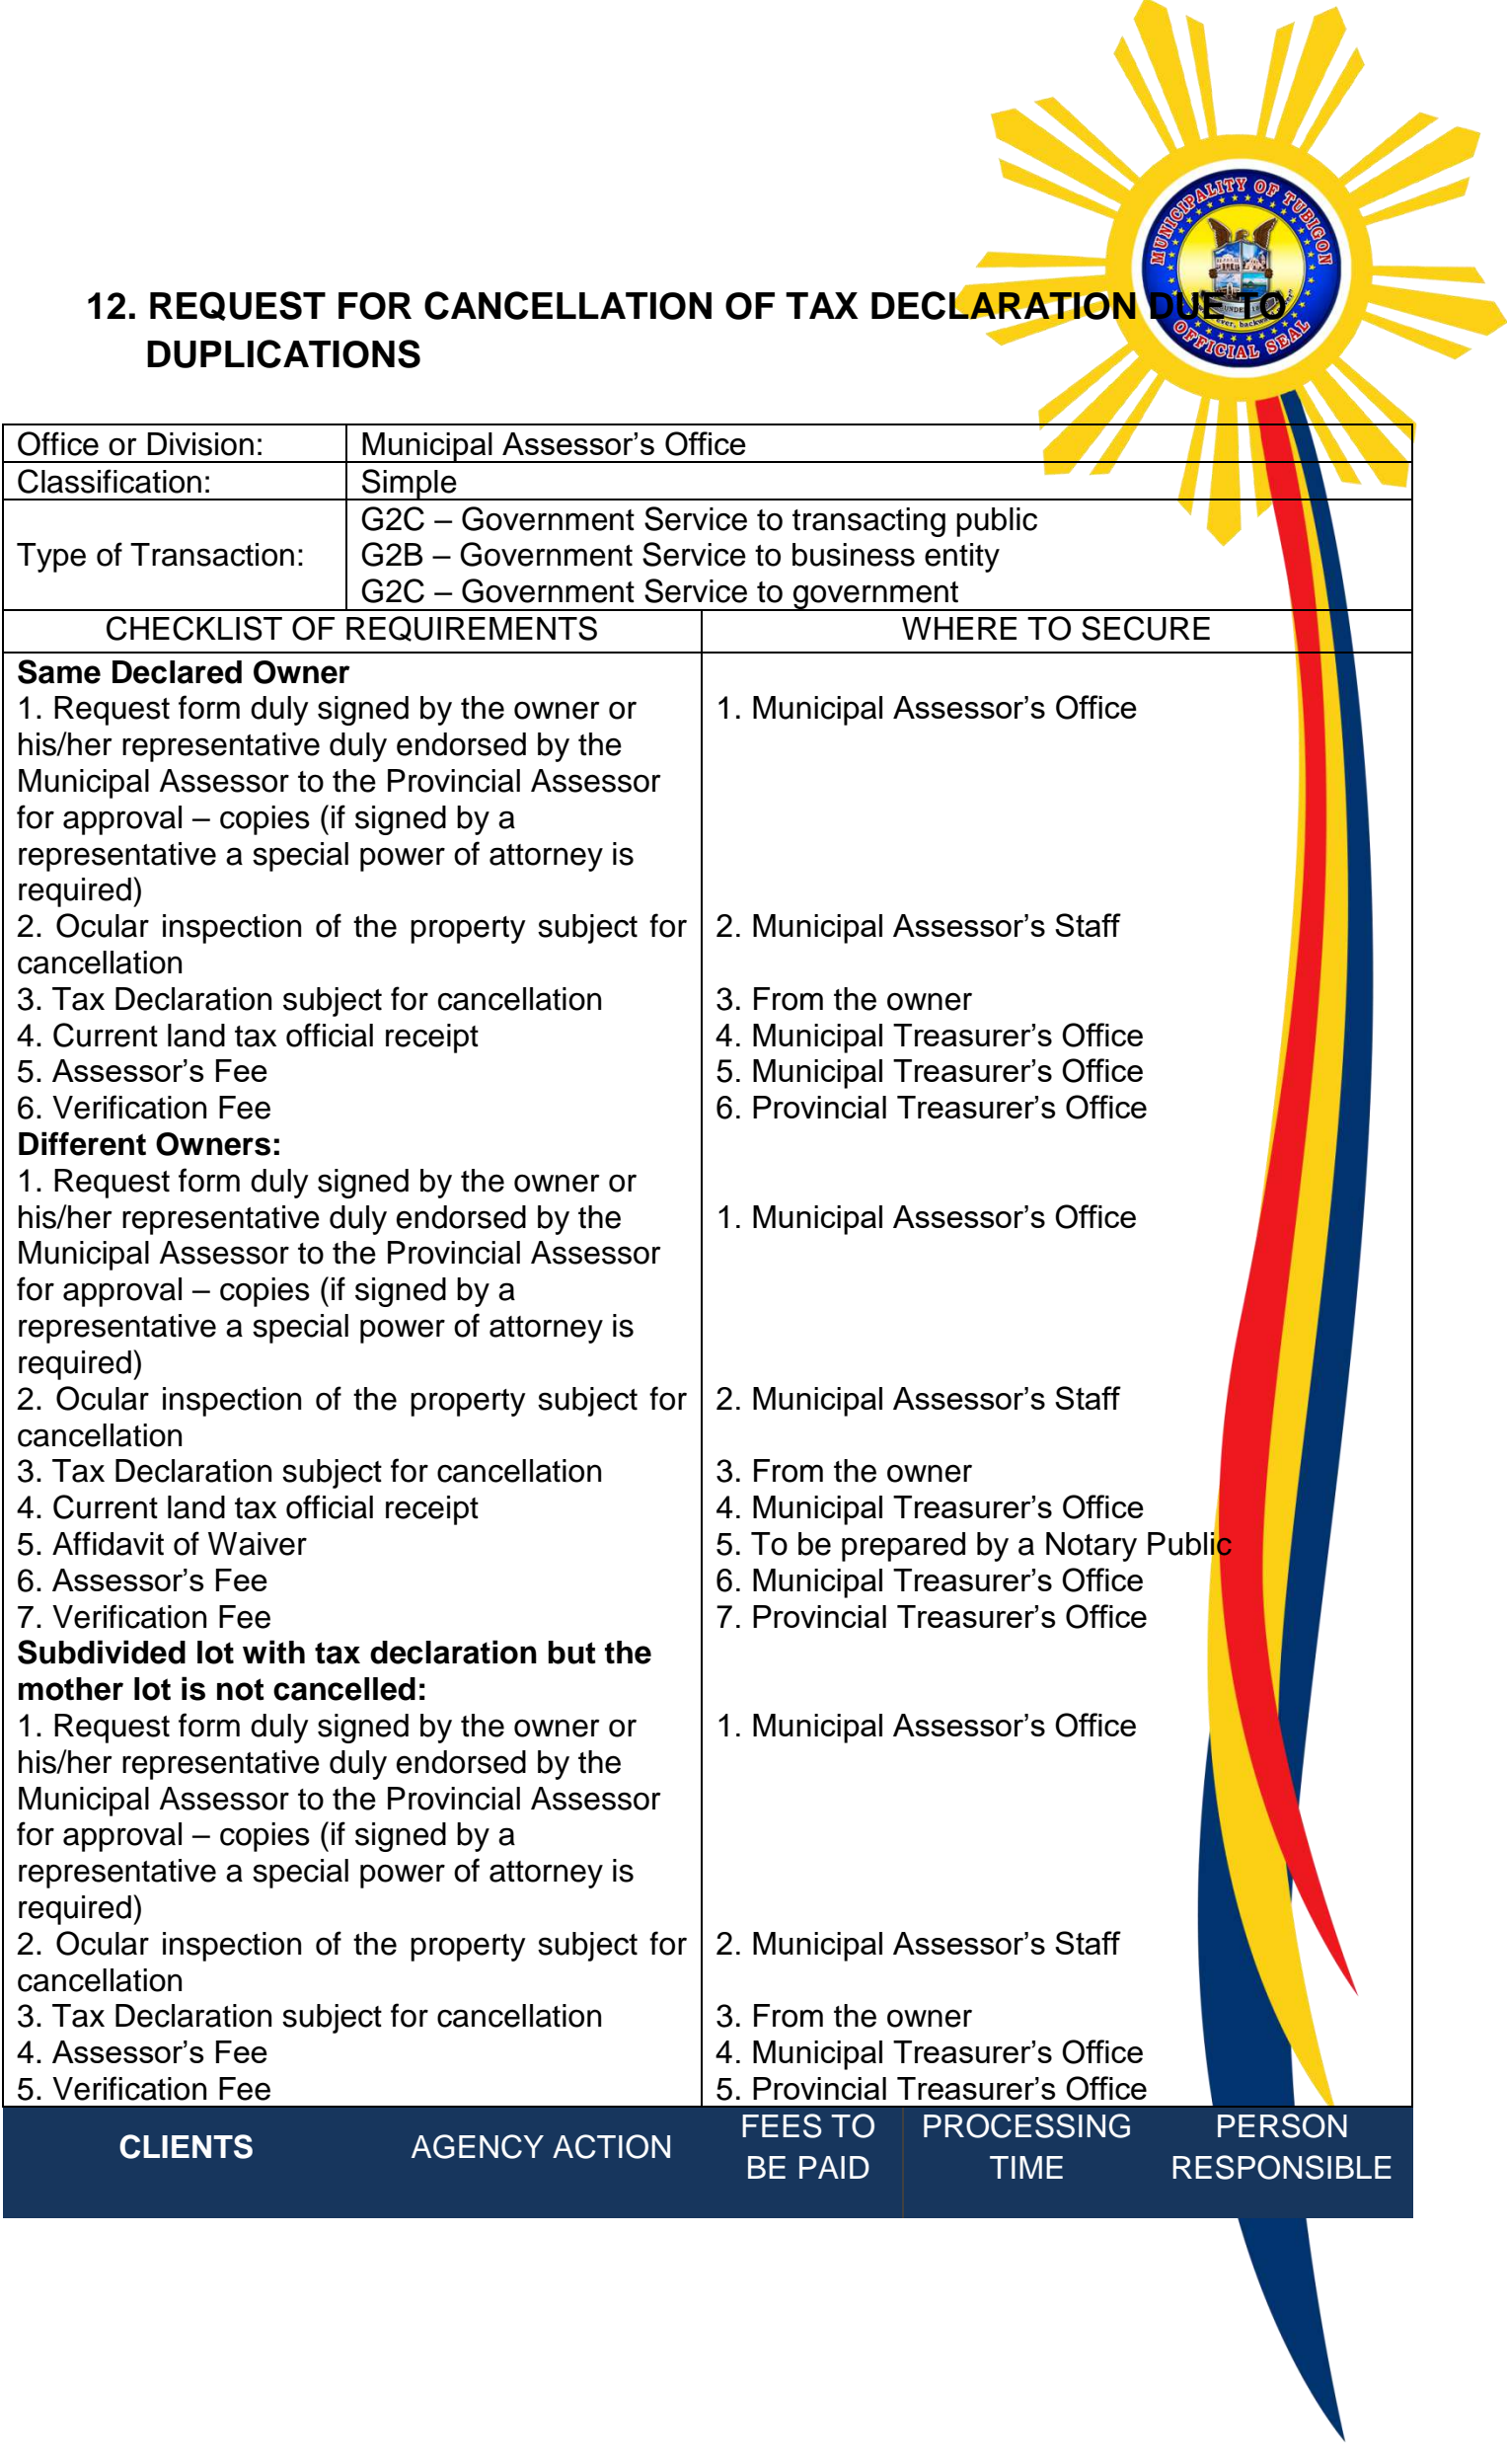 MUNICIPALITY OF TUBIGON
OFFICIAL SEAL
12. REQUEST FOR CANCELLATION OF TAX DECLARATION DUE TO
DUPLICATIONS
Office or Division: Municipal Assessor’s Office
Classification: Simple
Type of Transaction:
G2C – Government Service to transacting public
G2B – Government Service to business entity
G2C – Government Service to government
CHECKLIST OF REQUIREMENTS WHERE TO SECURE
Same Declared Owner
1. Request form duly signed by the owner or 1. Municipal Assessor’s Office
his/her representative duly endorsed by the
Municipal Assessor to the Provincial Assessor
for approval – copies (if signed by a
representative a special power of attorney is
required)
2. Ocular inspection of the property subject for 2. Municipal Assessor’s Staff
cancellation
3. Tax Declaration subject for cancellation 3. From the owner
4. Current land tax official receipt 4. Municipal Treasurer’s Office
5. Assessor’s Fee 5. Municipal Treasurer’s Office
6. Verification Fee 6. Provincial Treasurer’s Office
Different Owners:
1. Request form duly signed by the owner or
his/her representative duly endorsed by the 1. Municipal Assessor’s Office
Municipal Assessor to the Provincial Assessor
for approval – copies (if signed by a
representative a special power of attorney is
required)
2. Ocular inspection of the property subject for 2. Municipal Assessor’s Staff
cancellation
3. Tax Declaration subject for cancellation 3. From the owner
4. Current land tax official receipt 4. Municipal Treasurer’s Office
5. Affidavit of Waiver 5. To be prepared by a Notary Public
6. Assessor’s Fee 6. Municipal Treasurer’s Office
7. Verification Fee 7. Provincial Treasurer’s Office
Subdivided lot with tax declaration but the
mother lot is not cancelled:
1. Request form duly signed by the owner or 1. Municipal Assessor’s Office
his/her representative duly endorsed by the
Municipal Assessor to the Provincial Assessor
for approval – copies (if signed by a
representative a special power of attorney is
required)
2. Ocular inspection of the property subject for 2. Municipal Assessor’s Staff
cancellation
3. Tax Declaration subject for cancellation 3. From the owner
4. Assessor’s Fee 4. Municipal Treasurer’s Office
5. Verification Fee 5. Provincial Treasurer’s Office
CLIENTS AGENCY ACTION FEES TO BE PAID PROCESSING TIME PERSON RESPONSIBLE